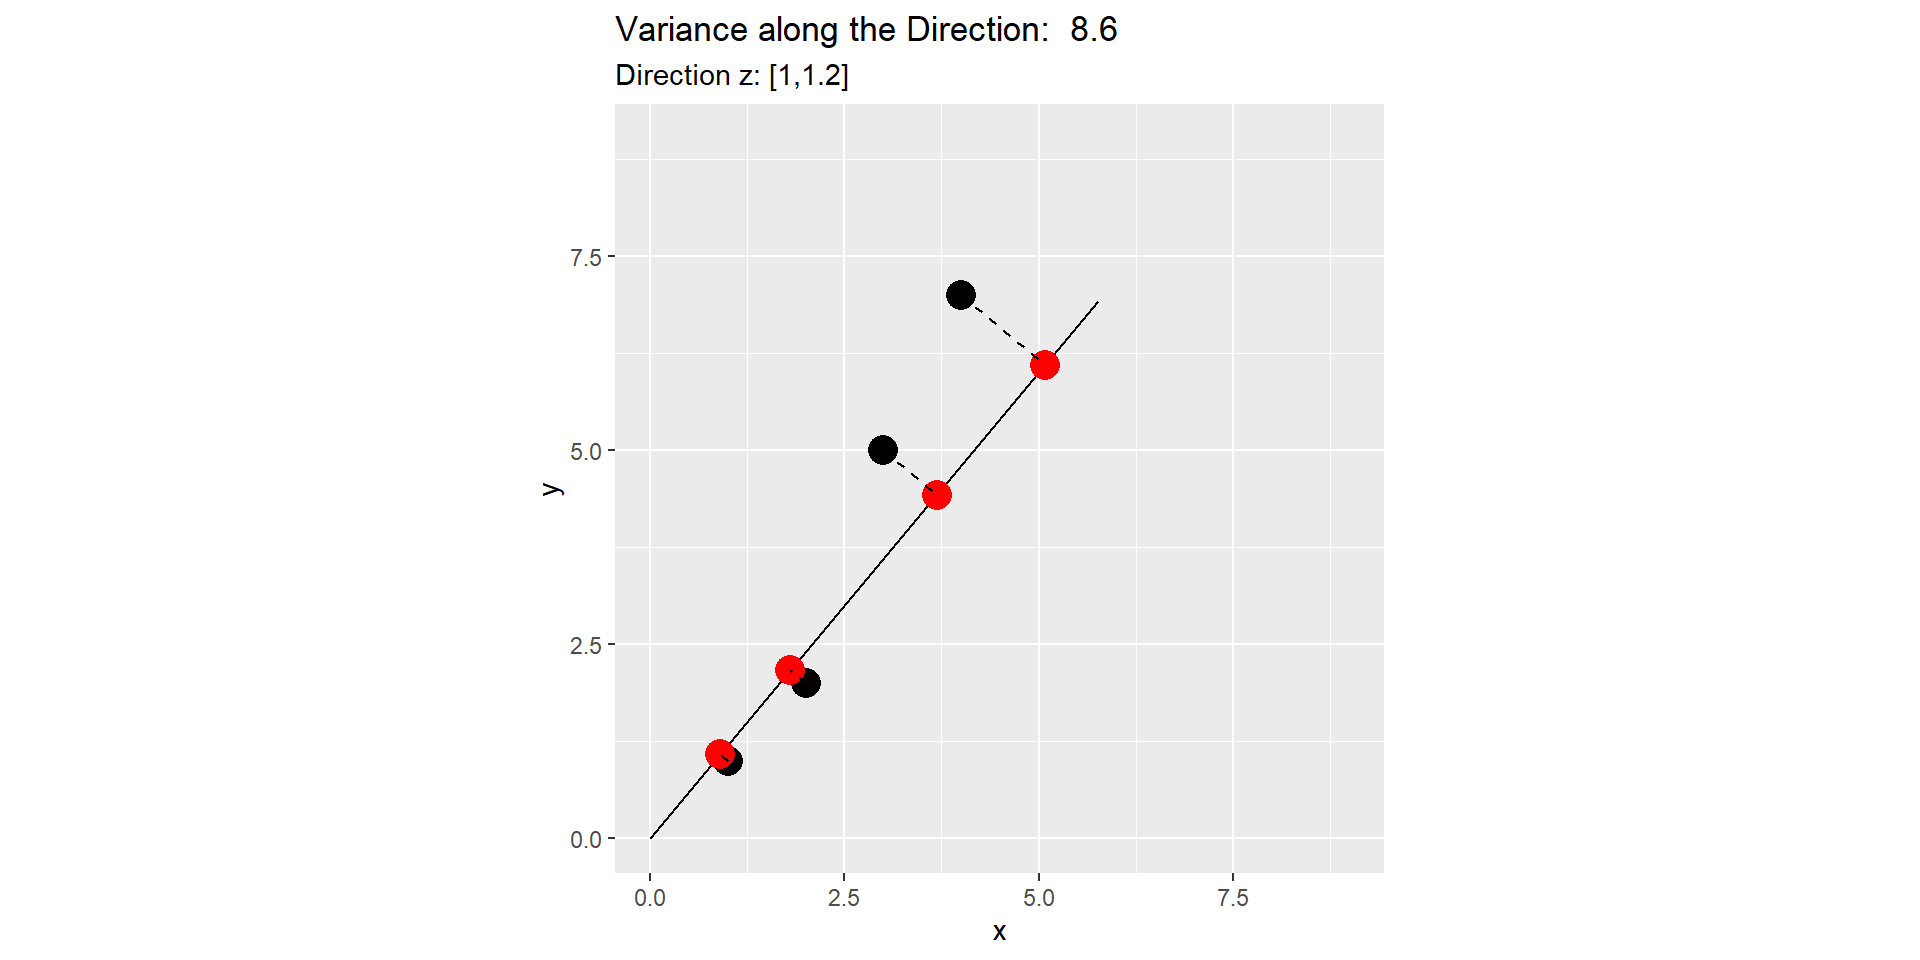 Variance along the Direction:  8.6
Direction z: [1,1.2]
7.5
5.0
2.5
0.0
y
0.0 2.5 5.0 7.5
x